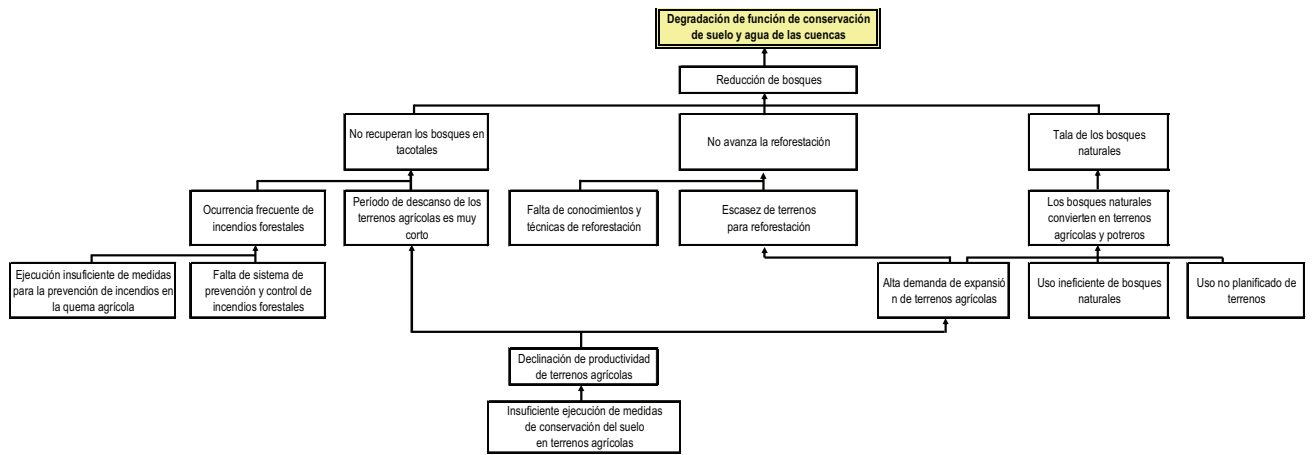 Degradación de función de conservación
de suelo y agua de las cuencas
Reducción de bosques
No recuperan los bosques en
tacotales
No avanza la reforestación
Tala de los bosques
naturales
Ocurrencia frecuente de
incendios forestales
Período de descanso de los
terrenos agrícolas es muy
corto
Falta de conocimientos y
técnicas de reforestación
Escasez de terrenos
para reforestación
Los bosques naturales
convierten en terrenos
agrícolas y potreros
Ejecución insuficiente de medidas
para la prevención de incendios en
la quema agrícola
Falta de sistema de
prevención y control de
incendios forestales
Alta demanda de expansió
n de terrenos agrícolas
Uso ineficiente de bosques
naturales
Uso no planificado de
terrenos
Declinación de productividad
de terrenos agrícolas
Insuficiente ejecución de medidas
de conservación del suelo
en terrenos agrícolas